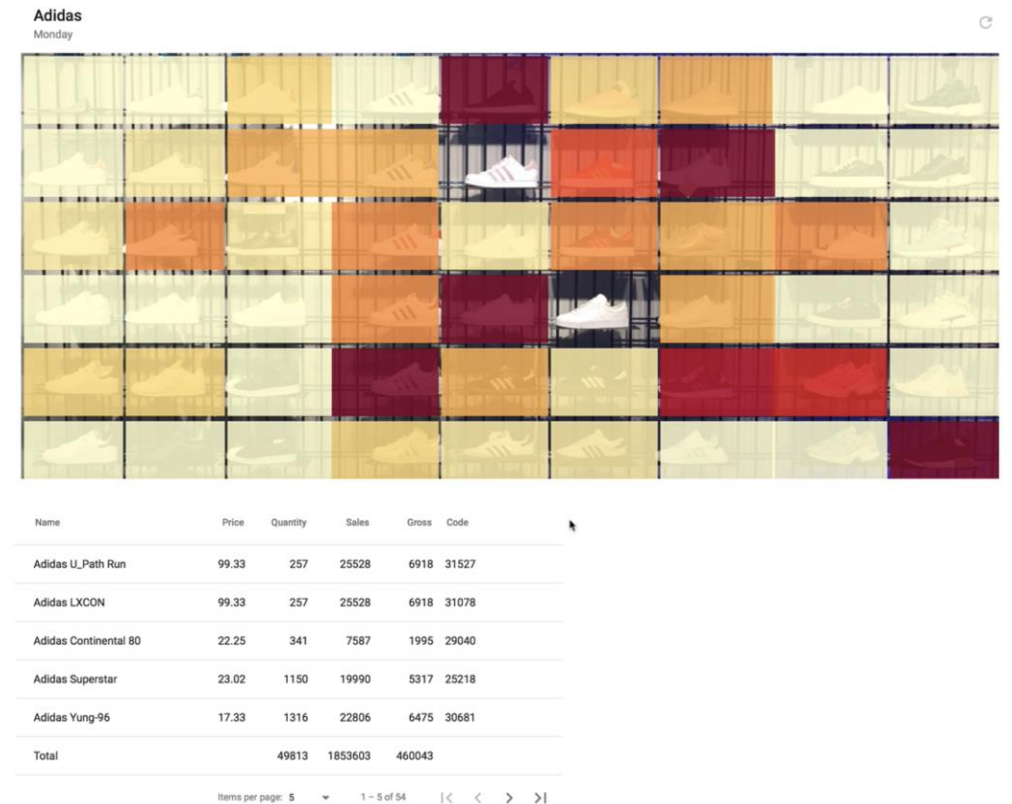 Adidas
Monday
Name Price Quantity Sales Gross Code
Adidas U_Path Run 99.33 257 25528 6918 31527
Adidas LXCON 99.33 257 25528 6918 31078
Adidas Continental 80 22.25 341 7587 1995 29040
Adidas Superstar 23.02 1150 19990 5317 25218
Adidas Yung-96 17.33 1316 22806 6475 30681
Total 49813 1853603 460043
Items per page: 5 1 – 5 of 54